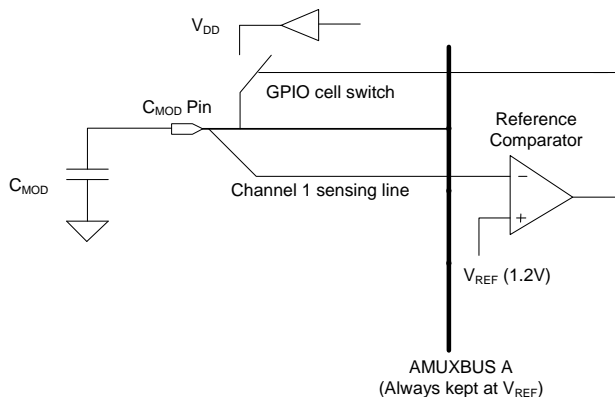 VDD
GPIO cell switch
CMOD Pin
Reference
Comparator
CMOD
Channel 1 sensing line
−
+
VREF (1.2V)
AMUXBUS A
(Always kept at VREF)